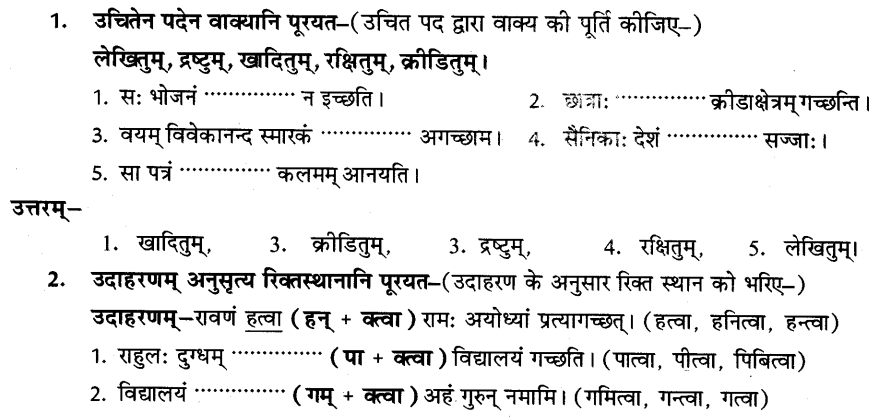 1. उचितेन पदेन वाक्यानि पूरयत–(उचित पद द्वारा वाक्य की पूर्ति कीजिए–)
लेखितुम्, द्रष्टुम्, खादितुम्, रक्षितुम्, क्रीडितुम्।
1. सः भोजनं ............... न इच्छति। 2. छात्राः ............... क्रीडाक्षेत्रम् गच्छन्ति।
3. वयम् विवेकानन्द स्मारकं ............... अगच्छाम। 4. सैनिकाः देशं ............... सज्जाः।
5. सा पत्रं ............... कलमम् आनयति।
उत्तरम्–
1. खादितुम्, 3. क्रीडितुम्, 3. द्रष्टुम्, 4. रक्षितुम्, 5. लेखितुम्।
2. उदाहरणम् अनुसृत्य रिक्तस्थानानि पूरयत–(उदाहरण के अनुसार रिक्त स्थान को भरिए–)
उदाहरणम्–रावणं हत्वा (हन् + क्त्वा) रामः अयोध्यां प्रत्यागच्छत्। (हत्वा, हनित्वा, हन्त्वा)
1. राहुलः दुग्धम् ............... (पा + क्त्वा) विद्यालयं गच्छति। (पात्वा, पीत्वा, पिबित्वा)
2. विद्यालयं ............... (गम् + क्त्वा) अहं गुरुन् नमामि। (गमित्वा, गन्त्वा, गत्वा)